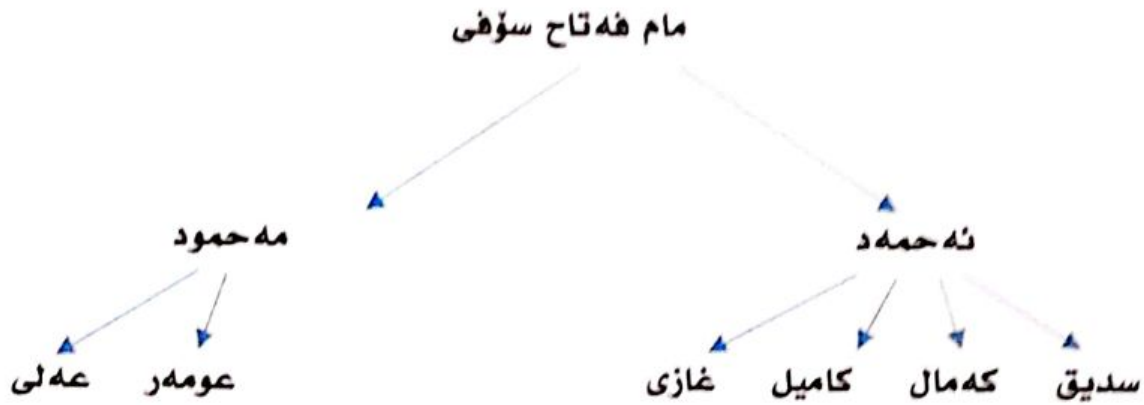 مام فەتاح سۆفی
ئەحمەد مەحمود
سدیق کەمال کامیل غازی عومەر عەلی